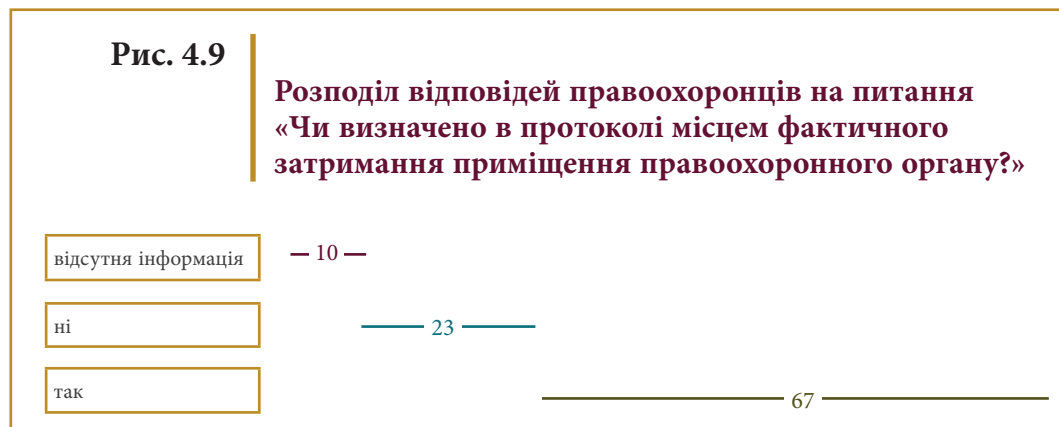 Рис. 4.9
Розподіл відповідей правоохоронців на питання
«Чи визначено в протоколі місцем фактичного
затримання приміщення правоохоронного органу?»
відсутня інформація
10
ні
23
так
67